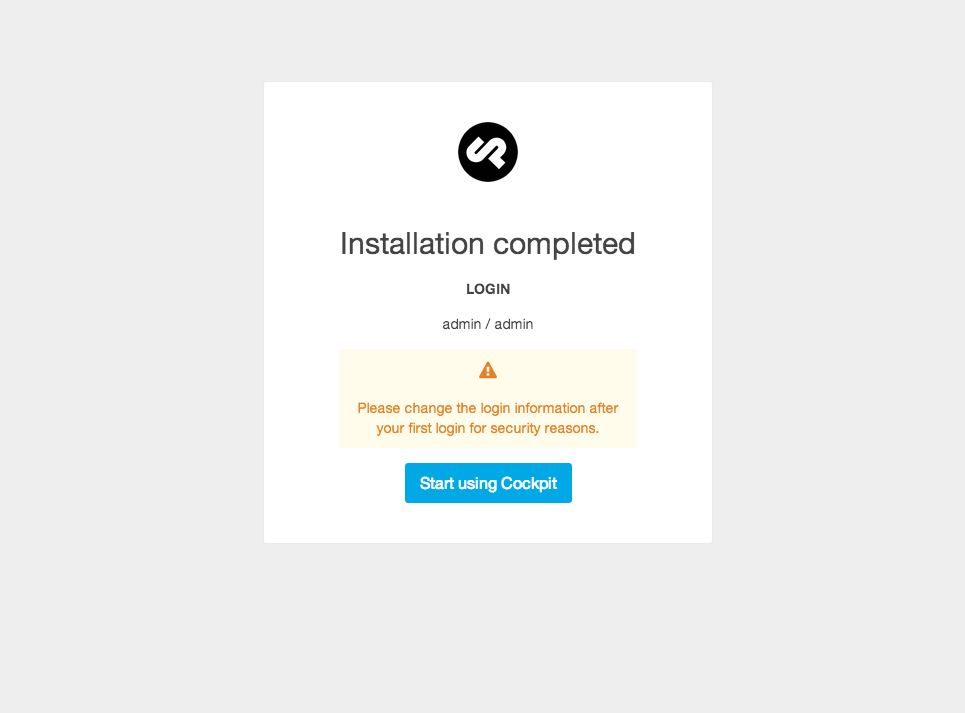 Installation completed
LOGIN
admin / admin
Please change the login information after
your first login for security reasons.
Start using Cockpit